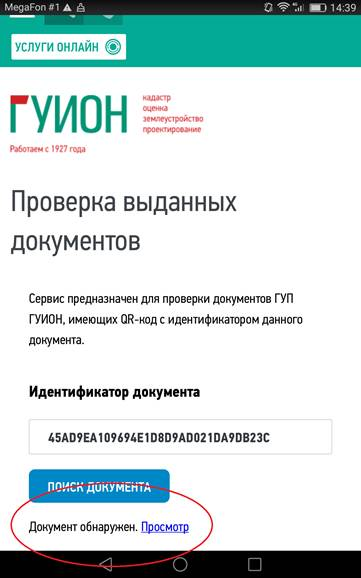 MegaFon #1
14:39
УСЛУГИ ОНЛАЙН
ГУИОН
кадастр
оценка
землеустройство
проектирование
Работаем с 1927 года
Проверка выданных
документов
Сервис предназначен для проверки документов ГУП
ГУИОН, имеющих QR-код с идентификатором данного
документа.
Идентификатор документа
45AD9EA109694E1D8D9AD021DA9DB23C
ПОИСК ДОКУМЕНТА
Документ обнаружен. Просмотр